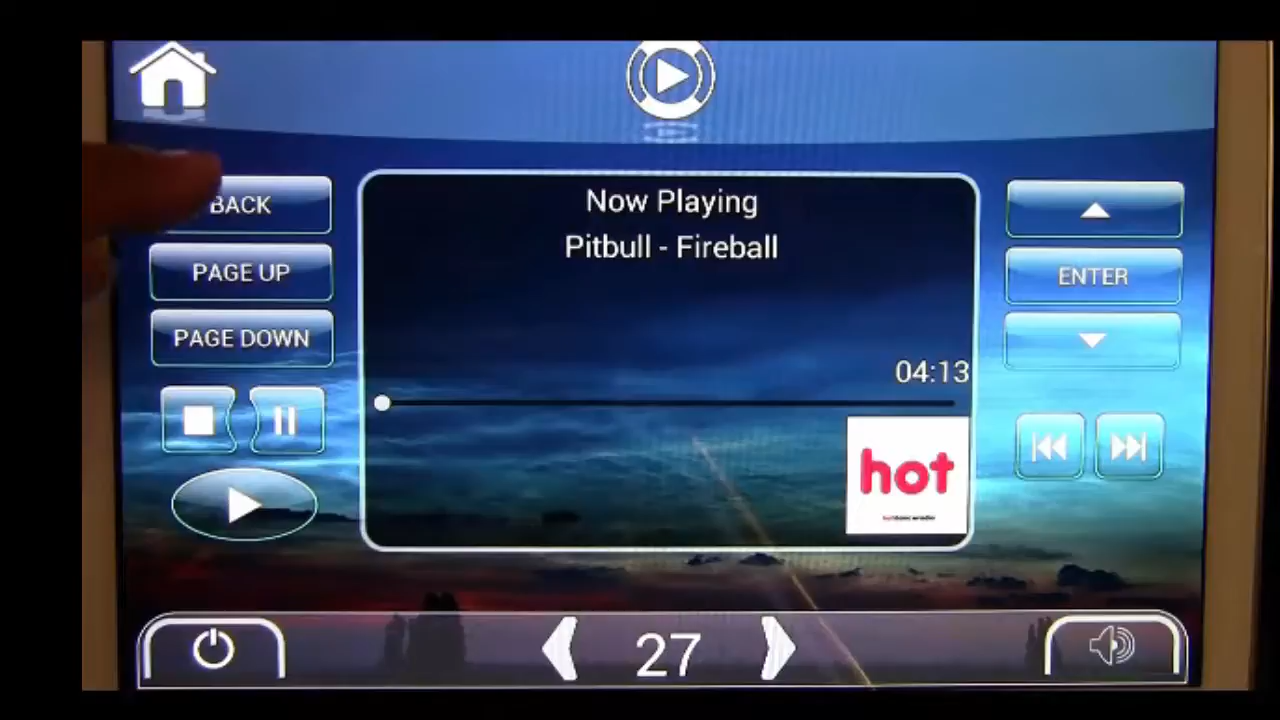 Now Playing
Pitbull - Fireball
BACK
PAGE UP
PAGE DOWN
ENTER
04:13
hot
27